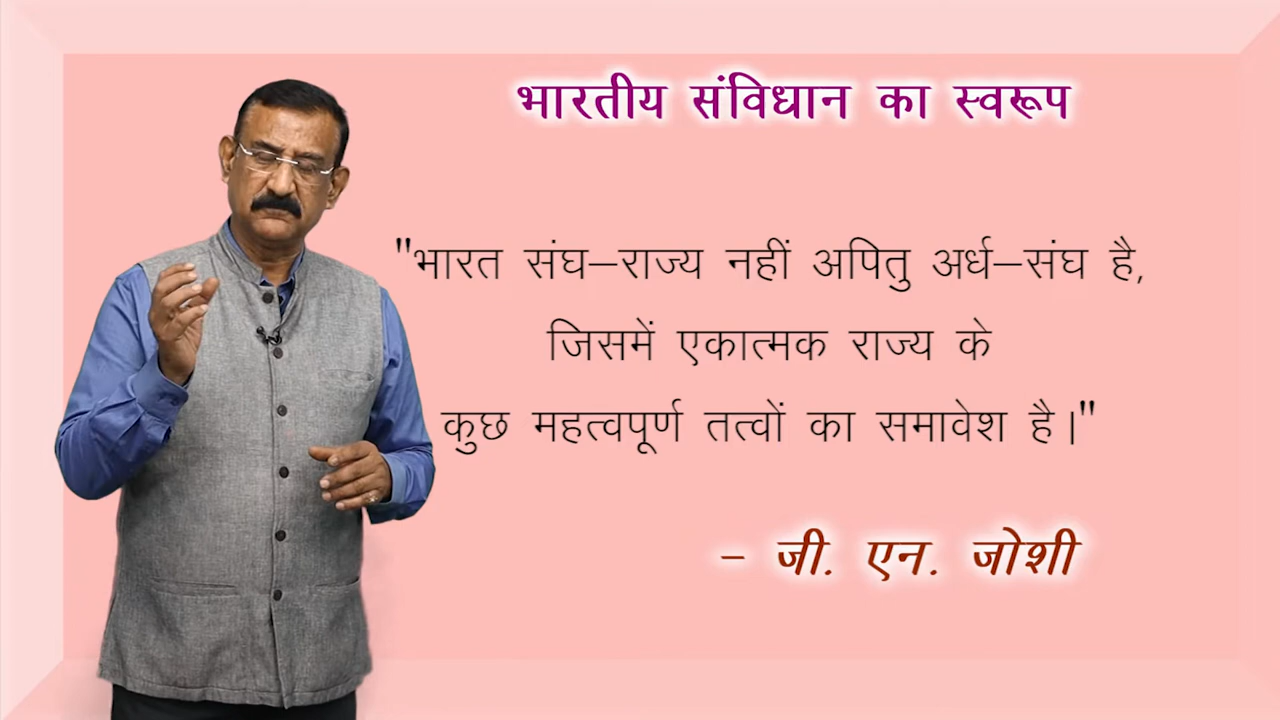 भारतीय संविधान का स्वरूप
"भारत संघ–राज्य नहीं अपितु अर्ध–संघ है,
जिसमें एकात्मक राज्य के
कुछ महत्वपूर्ण तत्वों का समावेश है।"
– जी. एन. जोशी